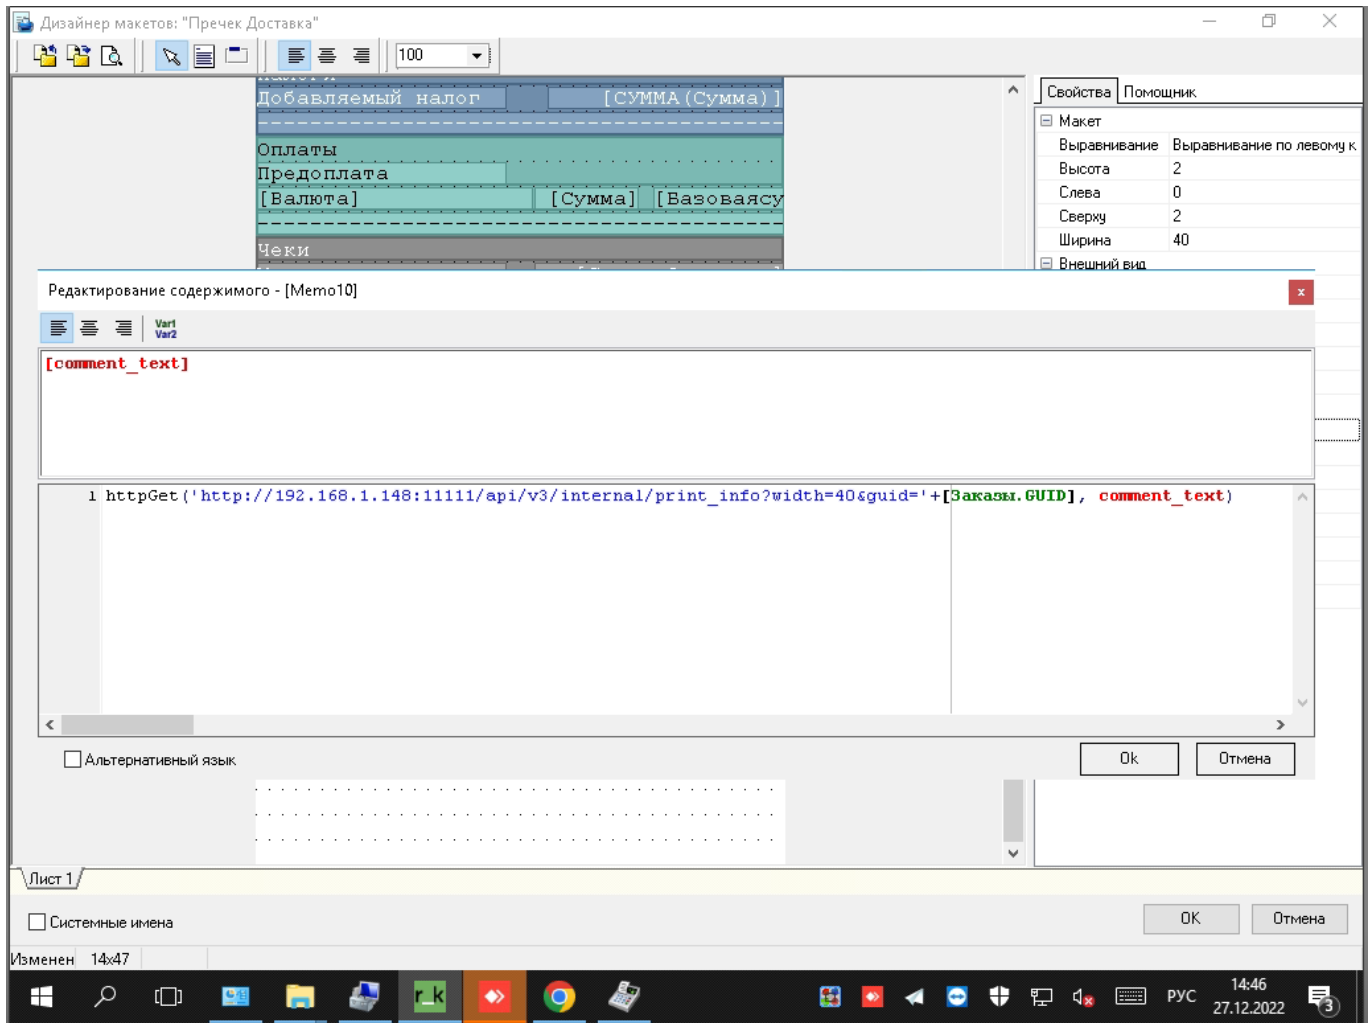 Дизайнер макетов: "Пречек Доставка"
100
Добавляемый налог [СУММА(Сумма)]
Оплаты
Предоплата
[Валюта] [Сумма] [Базоваясу
Чеки
Свойства Помощник
Макет
Выравнивание Выравнивание по левому к
Высота 2
Слева 0
Сверху 2
Ширина 40
Внешний вид
Редактирование содержимого - [Memo10]
Var1
Var2
[comment_text]
1 httpGet('http://192.168.1.148:11111/api/v3/internal/print_info?width=40&guid='+[Заказы.GUID], comment_text)
Альтернативный язык
Ok Отмена
Лист 1
Системные имена
OK Отмена
Изменен 14x47
r_k
РУС
14:46
27.12.2022
3